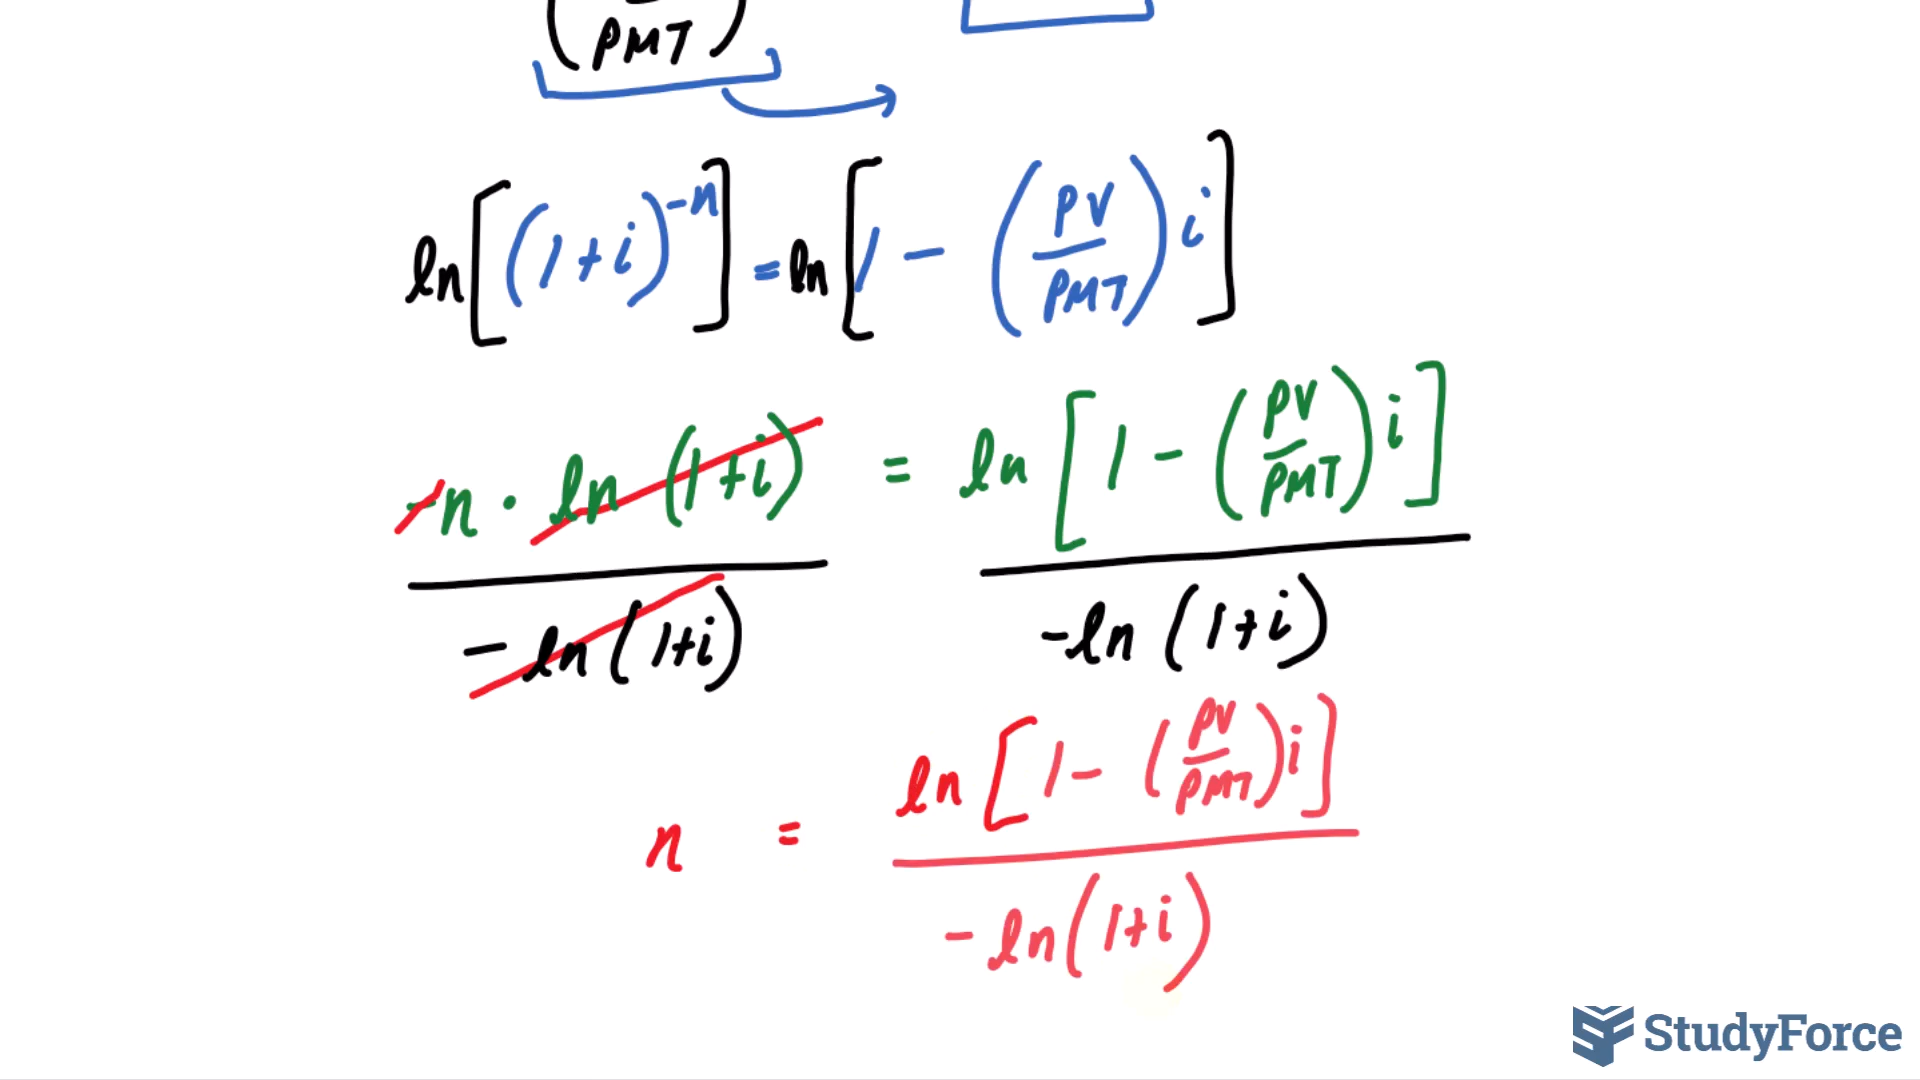 (PMT)
ln[(1+i)^-n] = ln[1 - (PV/PMT)i]
-n · ln(1+i) / -ln(1+i) = ln[1 - (PV/PMT)i] / -ln(1+i)
n = ln[1 - (PV/PMT)i] / -ln(1+i)
StudyForce